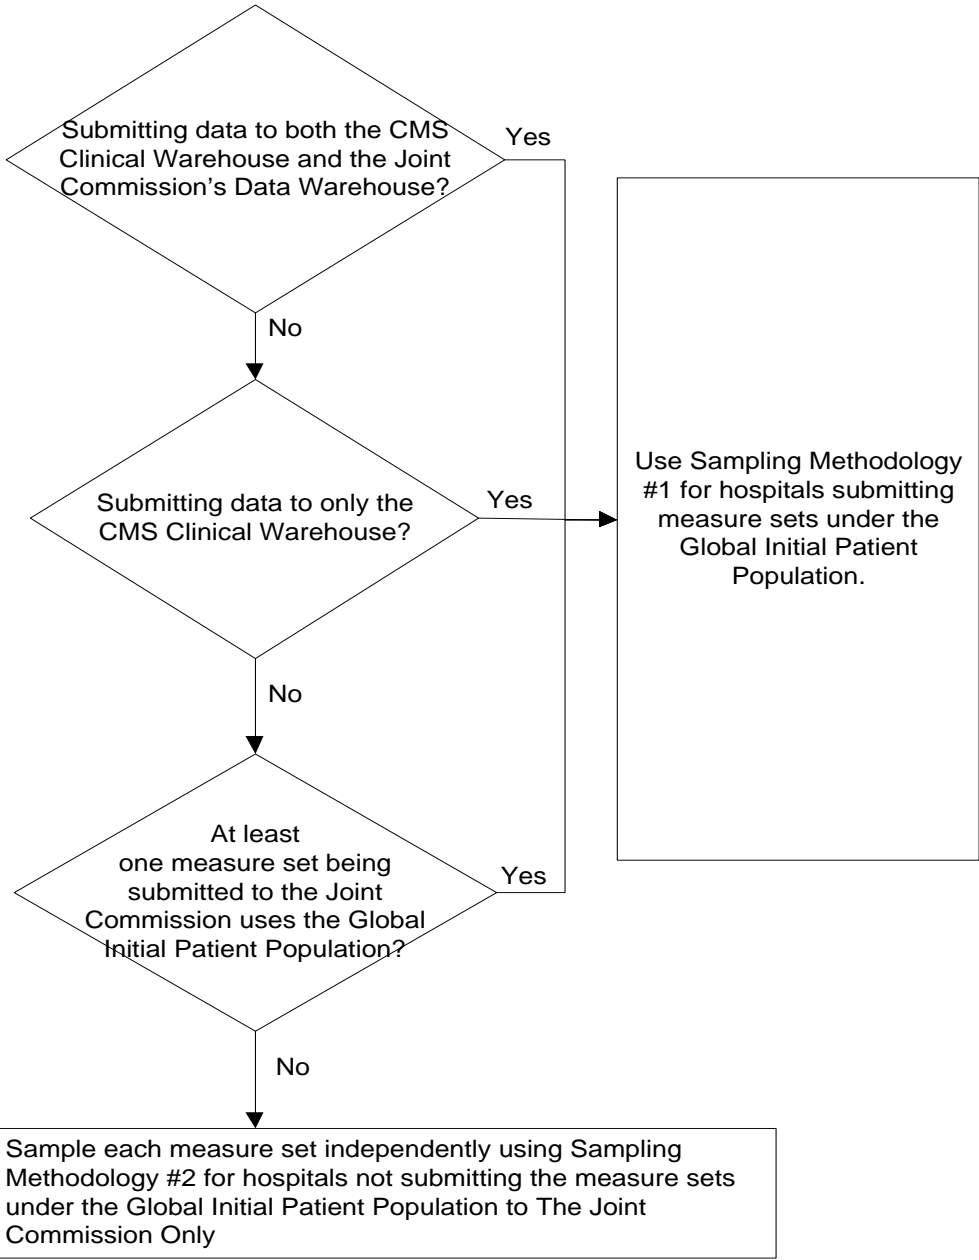 Submitting data to both the CMS
Clinical Warehouse and the Joint
Commission’s Data Warehouse?
Yes
No
Submitting data to only the
CMS Clinical Warehouse?
Yes
Use Sampling Methodology
#1 for hospitals submitting
measure sets under the
Global Initial Patient
Population.
No
At least
one measure set being
submitted to the Joint
Commission uses the Global
Initial Patient Population?
Yes
No
Sample each measure set independently using Sampling
Methodology #2 for hospitals not submitting the measure sets
under the Global Initial Patient Population to The Joint
Commission Only